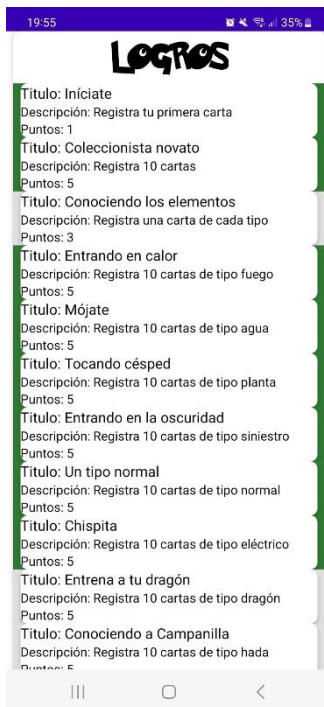 19:55
35%
LOGROS
Titulo: Iníciate
Descripción: Registra tu primera carta
Puntos: 1
Titulo: Coleccionista novato
Descripción: Registra 10 cartas
Puntos: 5
Titulo: Conociendo los elementos
Descripción: Registra una carta de cada tipo
Puntos: 3
Titulo: Entrando en calor
Descripción: Registra 10 cartas de tipo fuego
Puntos: 5
Titulo: Mójate
Descripción: Registra 10 cartas de tipo agua
Puntos: 5
Titulo: Tocando césped
Descripción: Registra 10 cartas de tipo planta
Puntos: 5
Titulo: Entrando en la oscuridad
Descripción: Registra 10 cartas de tipo siniestro
Puntos: 5
Titulo: Un tipo normal
Descripción: Registra 10 cartas de tipo normal
Puntos: 5
Titulo: Chispita
Descripción: Registra 10 cartas de tipo eléctrico
Puntos: 5
Titulo: Entrena a tu dragón
Descripción: Registra 10 cartas de tipo dragón
Puntos: 5
Titulo: Conociendo a Campanilla
Descripción: Registra 10 cartas de tipo hada
Puntos: 5